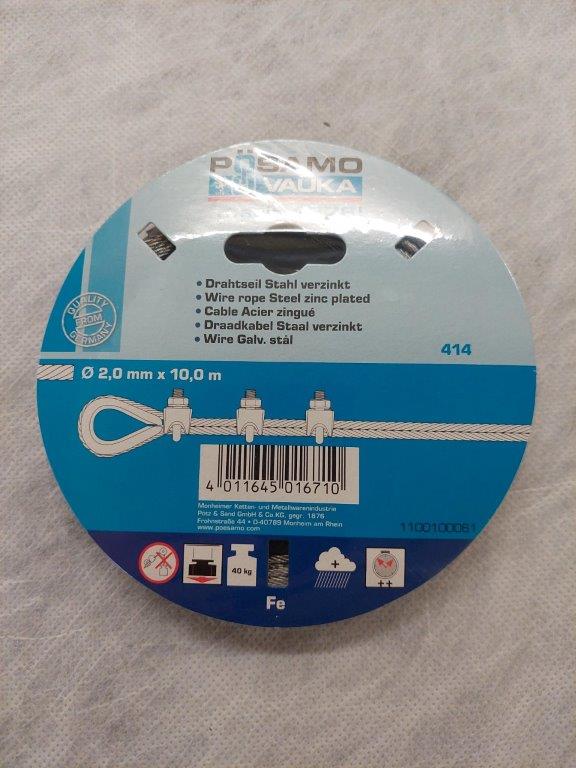 PÖSAMO
VAUKA
• Drahtseil Stahl verzinkt
• Wire rope Steel zinc plated
• Cable Acier zingué
• Draadkabel Staal verzinkt
• Wire Galv. stål
QUALITY
FROM
GERMANY
414
Ø 2,0 mm x 10,0 m
4 011645 016710
Monheimer Ketten- und Metallwarenindustrie
Pötz & Sand GmbH & Co.KG, gegr. 1876
Frohnstraße 44 • D-40789 Monheim am Rhein
www.poesamo.com
1100100061
40 kg
+
++
Fe